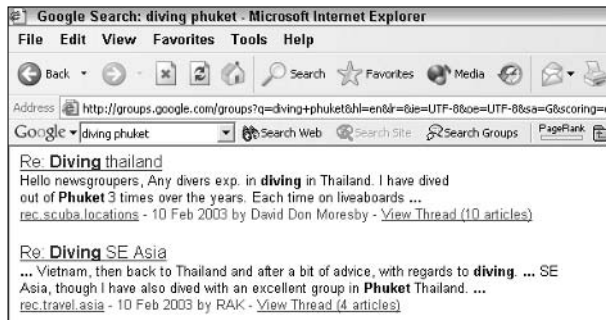 Google Search: diving phuket - Microsoft Internet Explorer
File Edit View Favorites Tools Help
Back Search Favorites Media
Address http://groups.google.com/groups?q=diving+phuket&hl=en&lr=&ie=UTF-8&oe=UTF-8&sa=G&scoring=
Google diving phuket Search Web Search Site Search Groups PageRank
Re: Diving thailand
Hello newsgroupers, Any divers exp. in diving in Thailand. I have dived
out of Phuket 3 times over the years. Each time on liveaboards ...
rec.scuba.locations - 10 Feb 2003 by David Don Moresby - View Thread (10 articles)
Re: Diving SE Asia
... Vietnam, then back to Thailand and after a bit of advice, with regards to diving. ... SE
Asia, though I have also dived with an excellent group in Phuket Thailand. ...
rec.travel.asia - 10 Feb 2003 by RAK - View Thread (4 articles)